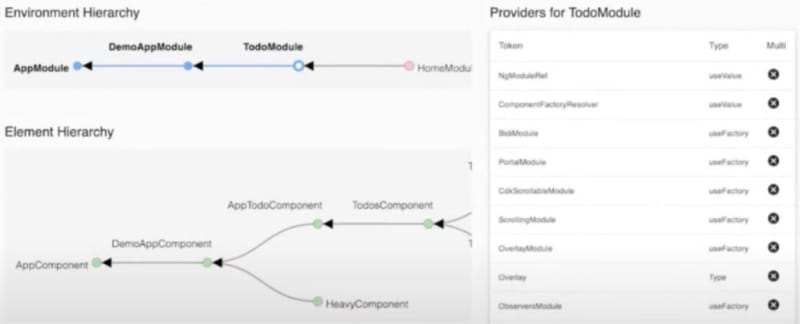 Environment Hierarchy
DemoAppModule
TodoModule
AppModule
HomeModul
Element Hierarchy
AppTodoComponent
TodosComponent
DemoAppComponent
AppComponent
HeavyComponent
Providers for TodoModule
Token Type Multi
NgModuleRef useValue
ComponentFactoryResolver useValue
BidiModule useFactory
PortalModule useFactory
CdkScrollableModule useFactory
ScrollingModule useFactory
OverlayModule useFactory
Overlay Type
ObserversModule useFactory